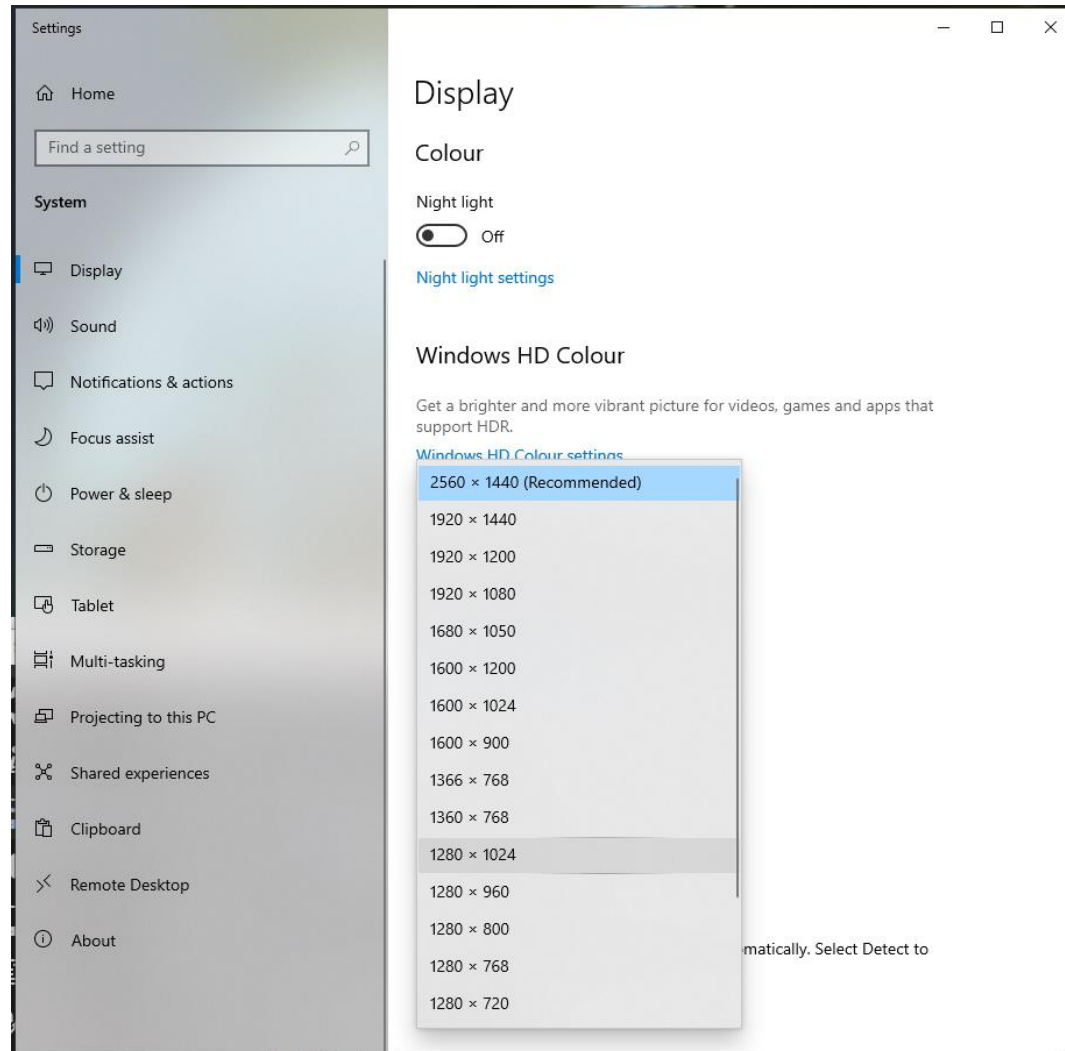 Settings
Home
Find a setting
System
Display
Sound
Notifications & actions
Focus assist
Power & sleep
Storage
Tablet
Multi-tasking
Projecting to this PC
Shared experiences
Clipboard
Remote Desktop
About
Display
Colour
Night light
Off
Night light settings
Windows HD Colour
Get a brighter and more vibrant picture for videos, games and apps that
support HDR.
Windows HD Colour settings
2560 × 1440 (Recommended)
1920 × 1440
1920 × 1200
1920 × 1080
1680 × 1050
1600 × 1200
1600 × 1024
1600 × 900
1366 × 768
1360 × 768
1280 × 1024
1280 × 960
1280 × 800
1280 × 768
1280 × 720
matically. Select Detect to